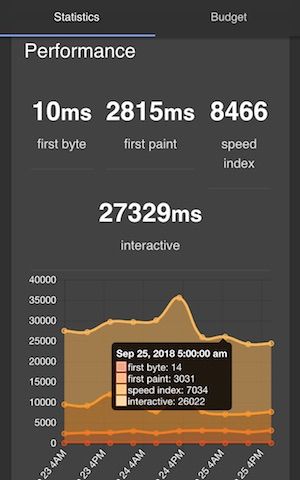 Statistics
Budget
Performance
10ms
2815ms
8466
first byte
first paint
speed
index
27329ms
interactive
40000
35000
30000
25000
20000
15000
10000
5000
0
Sep 25, 2018 5:00:00 am
first byte: 14
first paint: 3031
speed index: 7034
interactive: 26022
23 4AM
23 4PM
24 4AM
24 4PM
25 4AM
25 4PM